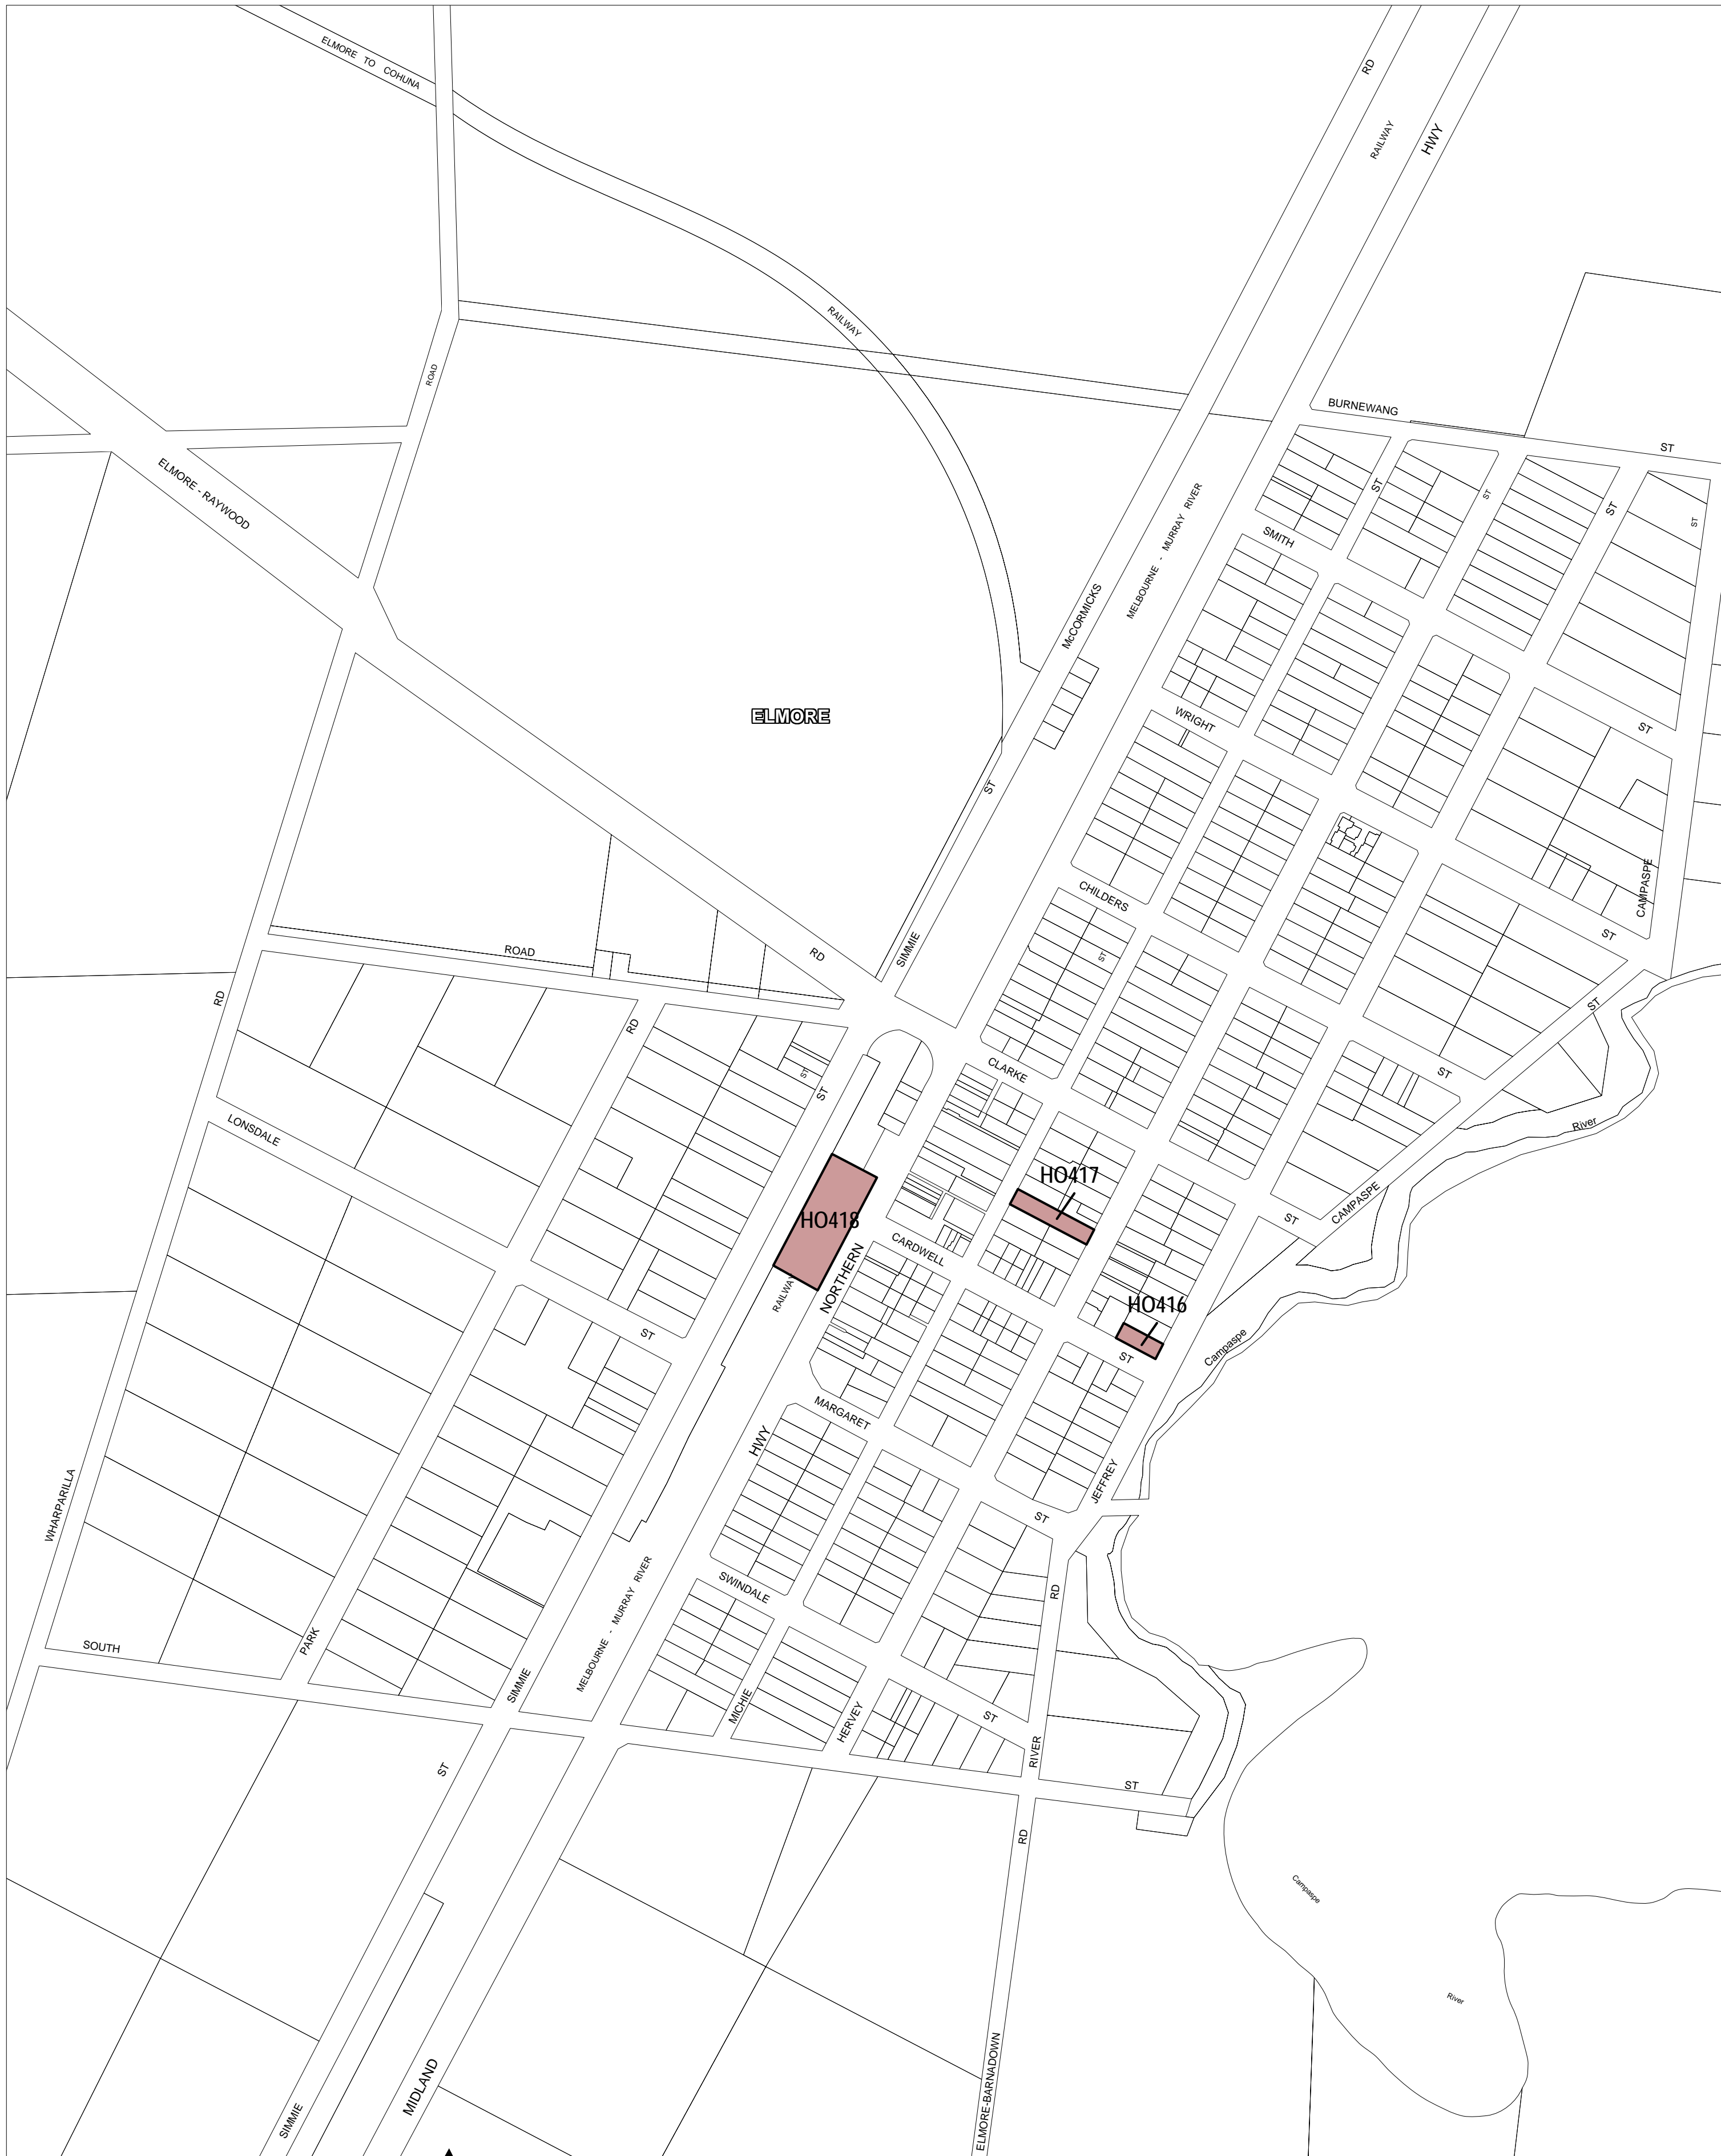 ELMORE TO COHUNA
RD
RAILWAY
HWY
RAILWAY
ROAD
BURNEWANG
ST
ELMORE - RAYWOOD
ST
ST
ST
ST
MELBOURNE - MURRAY RIVER
SMITH
McCORMICKS
ELMORE
WRIGHT
ST
ST
CHILDERS
CAMPASPE
ST
ROAD
RD
SIMMIE
ST
RD
ST
RD
CLARKE
ST
ST
ST
LONSDALE
River
HO417
HO418
CAMPASPE
ST
CARDWELL
NORTHERN
RAILWAY
HO416
ST
Campaspe
ST
MARGARET
HWY
JEFFREY
WHARPARILLA
ST
SWINDALE
RD
MELBOURNE - MURRAY RIVER
SOUTH
PARK
SIMMIE
MICHIE
HERVEY
ST
RIVER
ST
ST
RD
Campaspe
River
MIDLAND
SIMMIE
ELMORE-BARNADOWN